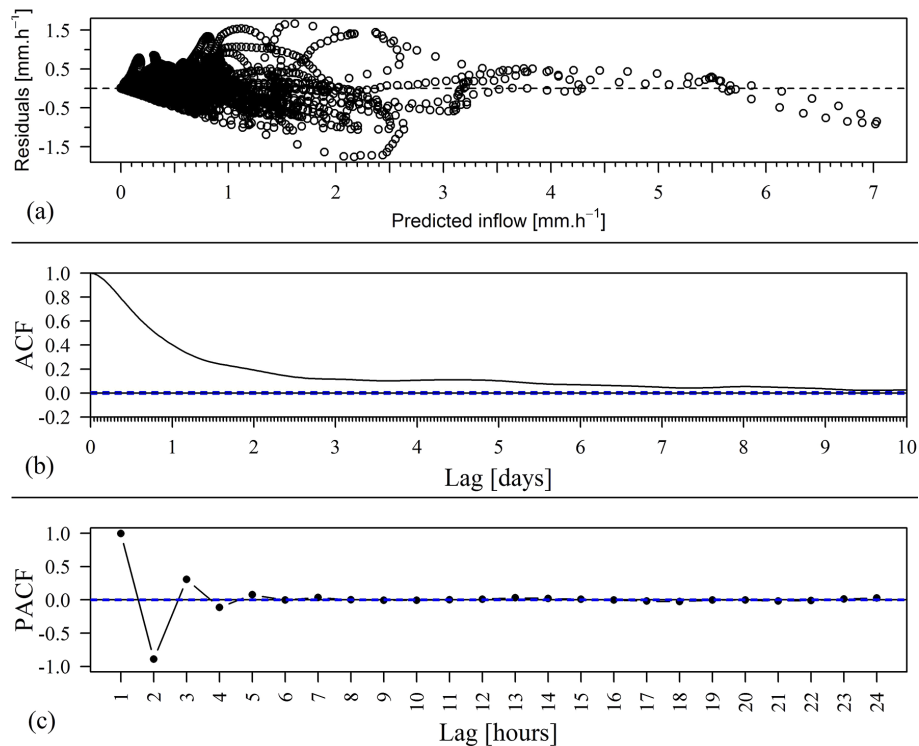 1.5
0.5
-0.5
-1.5
Residuals [mm.h⁻¹]
0 1 2 3 4 5 6 7
Predicted inflow [mm.h⁻¹]
(a)
1.0
0.8
0.6
0.4
0.2
0.0
-0.2
ACF
0 1 2 3 4 5 6 7 8 9 10
Lag [days]
(b)
1.0
0.5
0.0
-0.5
-1.0
PACF
1 2 3 4 5 6 7 8 9 10 11 12 13 14 15 16 17 18 19 20 21 22 23 24
Lag [hours]
(c)